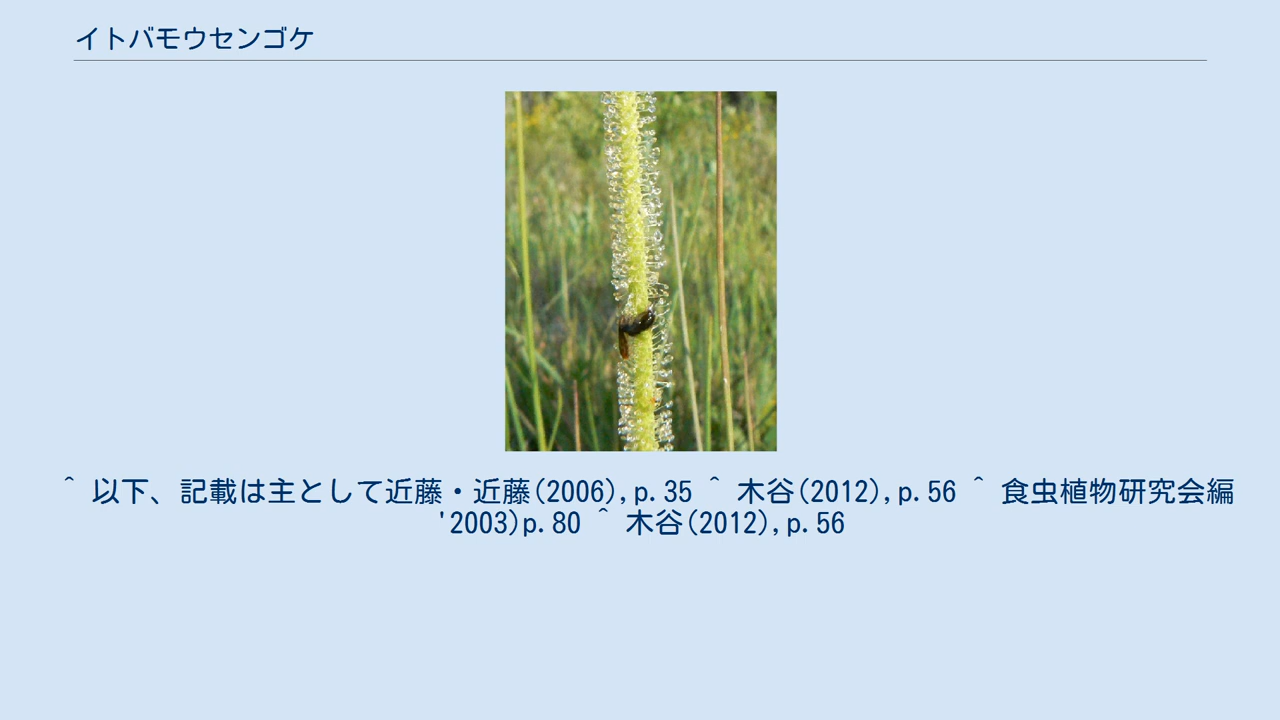 イトバモウセンゴケ
^ 以下、記載は主として近藤・近藤(2006),p.35 ^ 木谷(2012),p.56 ^ 食虫植物研究会編
'2003)p.80 ^ 木谷(2012),p.56